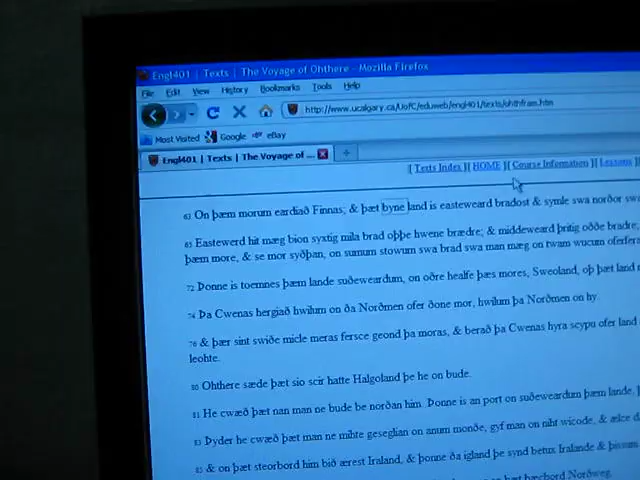 Engl401 | Texts | The Voyage of Ohthere - Mozilla Firefox
File Edit View History Bookmarks Tools Help
http://www.ucalgary.ca/UofC/eduweb/engl401/texts/ohthfram.htm
Most Visited Google eBay
Engl401 | Texts | The Voyage of ...
[ Texts Index ][ HOME ][ Course Information ][ Lessons ]
63 On þæm morum eardiað Finnas; & þæt byne land is easteweard bradost & symle swa norðor
65 Eastewerd hit mæg bion syxtig mila brad oþþe hwene brædre; & middeweard þritig oððe bradre;
þæm more, & se mor syðþan, on sumum stowum swa brad swa man mæg on twam wucum
72 Ðonne is toemnes þæm lande suðeweardum, on oðre healfe þæs mores, Sweoland, oþ þæt land
74 Þa Cwenas hergiað hwilum on ða Norðmen ofer ðone mor, hwilum þa Norðmen on hy.
76 & þær sint swiðe micle meras fersce geond þa moras, & berað þa Cwenas hyra scypu ofer land
leohte.
80 Ohthere sæde þæt sio scir hatte Halgoland þe he on bude.
81 He cwæð þæt nan man ne bude be norðan him. Þonne is an port on suðeweardum þæm lande,
83 Þyder he cwæð þæt man ne mihte geseglian on anum monðe, gyf man on niht wicode, & ælce
85 & on þæt steorbord him bið ærest Iraland, & þonne ða igland þe synd betux Iralande & þissum
þæt bæcbord Norðweg.